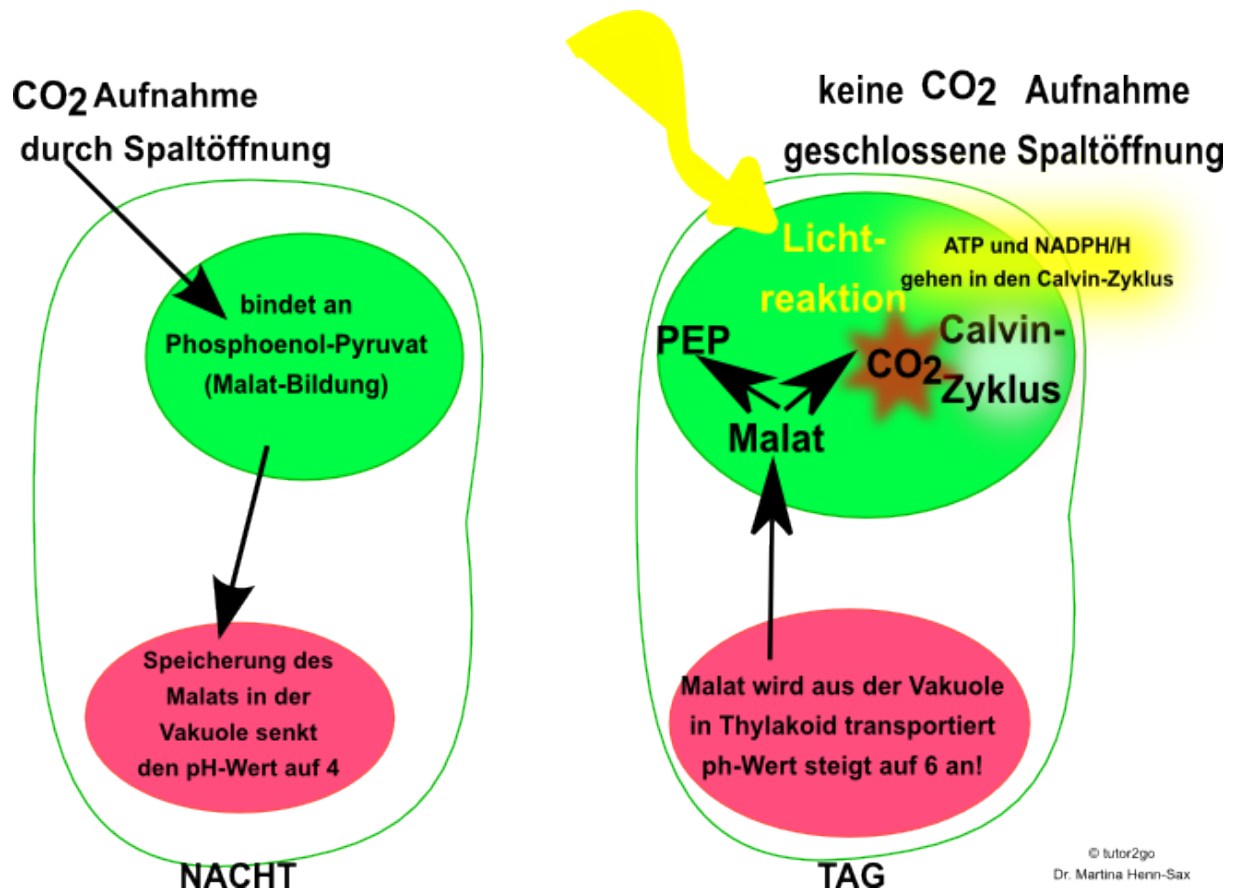 CO2 Aufnahme
durch Spaltöffnung
bindet an
Phosphoenol-Pyruvat
(Malat-Bildung)
Speicherung des
Malats in der
Vakuole senkt
den pH-Wert auf 4
NACHT
keine CO2 Aufnahme
geschlossene Spaltöffnung
Licht-
reaktion
ATP und NADPH/H
gehen in den Calvin-Zyklus
PEP
CO2
Calvin-
Zyklus
Malat
Malat wird aus der Vakuole
in Thylakoid transportiert
ph-Wert steigt auf 6 an!
TAG
© tutor2go
Dr. Martina Henn-Sax